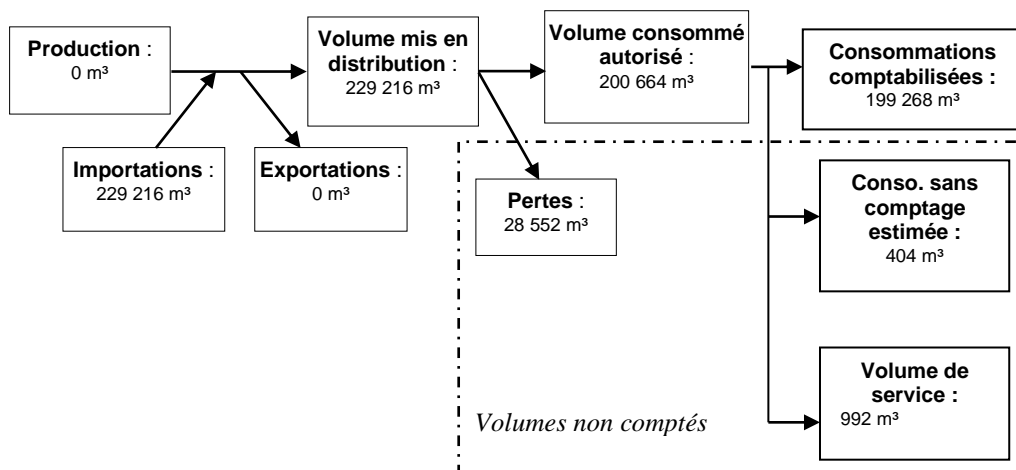 Production :
0 m³
Volume mis en
distribution :
229 216 m³
Volume consommé
autorisé :
200 664 m³
Consommations
comptabilisées :
199 268 m³
Importations :
229 216 m³
Exportations :
0 m³
Pertes :
28 552 m³
Conso. sans
comptage
estimée :
404 m³
Volume de
service :
992 m³
Volumes non comptés